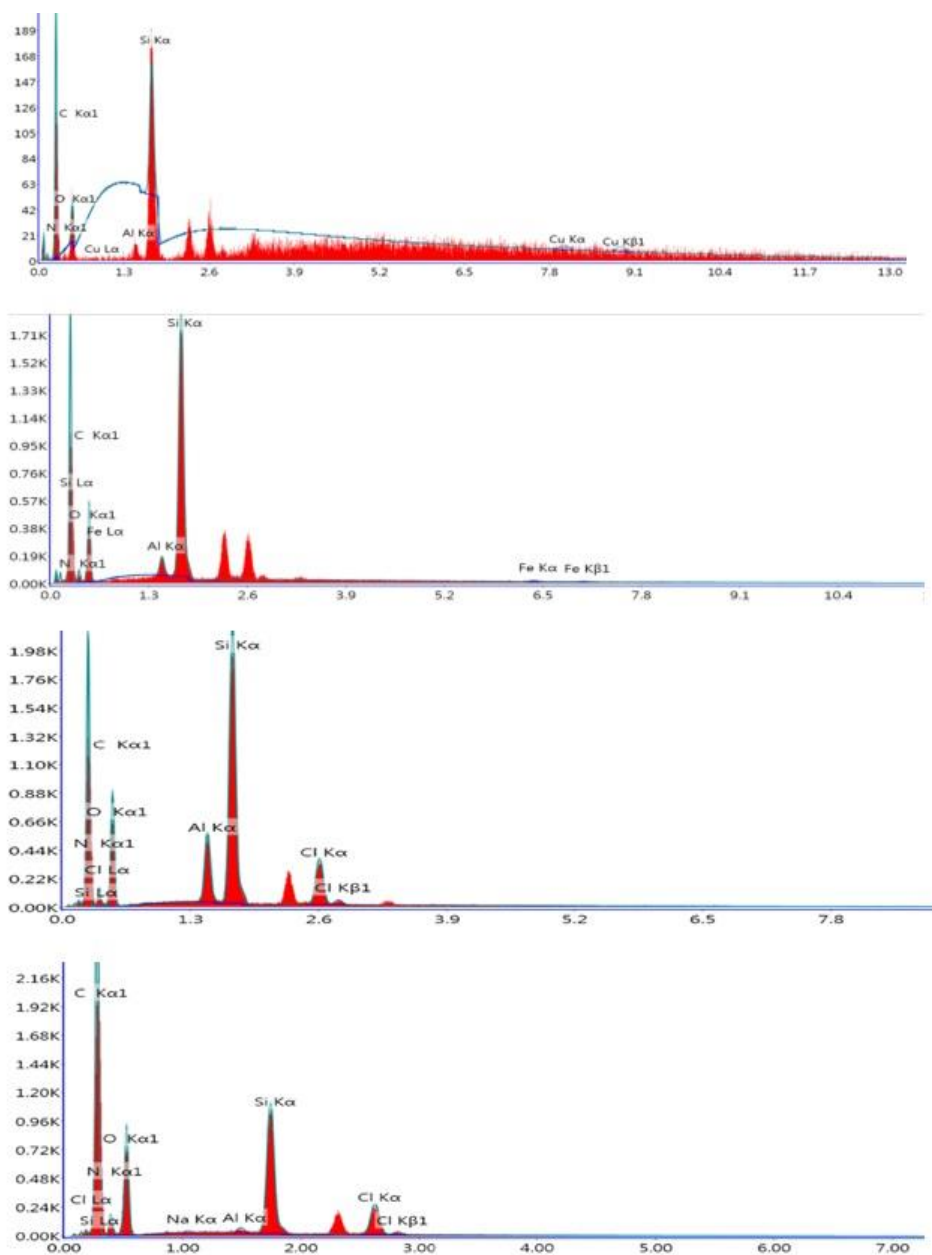 189
Si Kα
168
147
126
C Kα1
105
84
63
O Kα1
42
N Kα1
Al Kα
21
Cu Lα
Cu Kα
Cu Kβ1
0
0.0 1.3 2.6 3.9 5.2 6.5 7.8 9.1 10.4 11.7 13.0
Si Kα
1.71K
1.52K
1.33K
1.14K
C Kα1
0.95K
0.76K
Si Lα
0.57K
O Kα1
0.38K
Fe Lα
Al Kα
0.19K
N Kα1
Fe Kα Fe Kβ1
0.00K
0.0 1.3 2.6 3.9 5.2 6.5 7.8 9.1 10.4
1.98K
Si Kα
1.76K
1.54K
1.32K
C Kα1
1.10K
0.88K
O Kα1
0.66K
Al Kα
0.44K
N Kα1
Cl Kα
0.22K
Cl Lα
Cl Kβ1
Si Lα
0.00K
0.0 1.3 2.6 3.9 5.2 6.5 7.8
2.16K
C Kα1
1.92K
1.68K
1.44K
1.20K
Si Kα
0.96K
O Kα1
0.72K
N Kα1
0.48K
Cl Lα
Cl Kα
0.24K
Si Lα
Na Kα
Al Kα
Cl Kβ1
0.00K
0.00 1.00 2.00 3.00 4.00 5.00 6.00 7.00